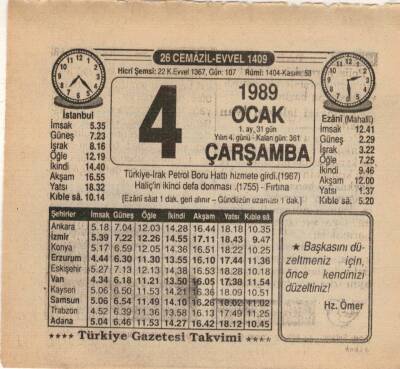 26 CEMÂZİL-EVVEL 1409
Hicrî Şemsi: 22 K.Evvel 1367, Gün: 107 Rûmî: 1404-Kasım: 58
4
1989
OCAK
1. ay, 31 gün
Yılın 4. günü - Kalan gün: 361
ÇARŞAMBA
Türkiye-Irak Petrol Boru Hattı hizmete girdi.(1967)
Haliç'in ikinci defa donması. (1755) - Fırtına
[Ezânî sâat 1 dak. geri alınır – Gündüzün uzaması 1 dak.]
İstanbul
İmsak 5.35
Güneş 7.23
İşrak 8.16
Öğle 12.19
İkindi 14.40
Akşam 16.55
Yatsı 18.32
Kıble sâ. 10.14
Ezânî (Mahallî)
İmsak 12.41
Güneş 2.29
İşrak 3.22
Öğle 7.25
İkindi 9.46
Akşam 12.00
Yatsı 1.37
Kıble sâ. 5.20
Şehirler İmsak Güneş Öğle İkindi Akşam Yatsı Kıble sâ.
Ankara 5.18 7.04 12.03 14.28 16.44 18.18 10.35
İzmir 5.39 7.22 12.26 14.55 17.11 18.43 9.47
Konya 5.17 6.59 12.05 14.36 16.51 18.22 10.25
Erzurum 4.44 6.30 11.30 13.55 16.10 17.44 11.36
Eskişehir 5.27 7.13 12.13 14.38 16.53 18.28 10.18
Van 4.34 6.18 11.21 13.50 16.05 17.38 11.54
Kayseri 5.06 6.50 11.53 14.21 16.36 18.09 10.51
Samsun 5.06 6.54 11.49 14.10 16.26 18.02 11.02
Trabzon 4.52 6.39 11.36 13.58 16.13 17.49 11.25
Adana 5.04 6.46 11.53 14.27 16.42 18.12 10.45
★ Başkasını dü-
zeltmeniz için,
önce kendinizi
düzeltiniz!
Hz. Ömer
★★★★ Türkiye Gazetesi Takvimi ★★★★